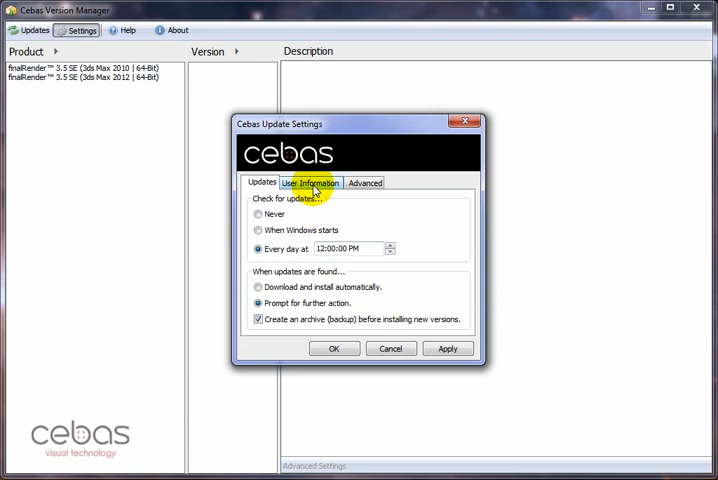 Cebas Version Manager
Updates Settings Help About
Product Version Description
finalRender™ 3.5 SE (3ds Max 2010 | 64-Bit)
finalRender™ 3.5 SE (3ds Max 2012 | 64-Bit)
Cebas Update Settings
cebas
Updates User Information Advanced
Check for updates...
Never
When Windows starts
Every day at 12:00:00 PM
When updates are found...
Download and install automatically.
Prompt for further action.
Create an archive (backup) before installing new versions.
OK Cancel Apply
cebas
visual technology
Advanced Settings